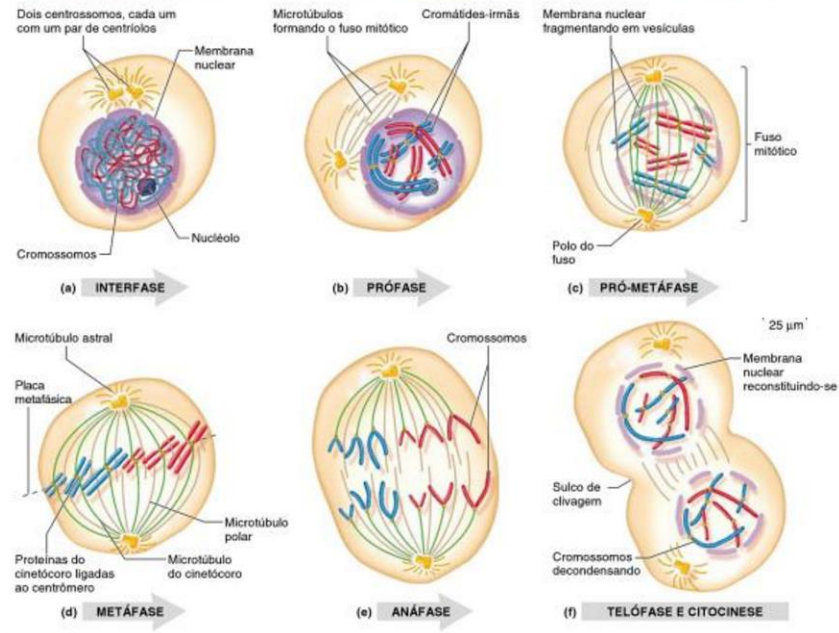 Dois centrossomos, cada um
com um par de centríolos
Membrana
nuclear
Nucléolo
Cromossomos
(a) INTERFASE
Microtúbulos
formando o fuso mitótico
Cromátides-irmãs
(b) PRÓFASE
Membrana nuclear
fragmentando em vesículas
Fuso
mitótico
Polo do
fuso
(c) PRÓ-METÁFASE
Microtúbulo astral
Placa
metafásica
Microtúbulo
polar
Proteínas do
cinetócoro ligadas
ao centrômero
Microtúbulo
do cinetócoro
(d) METÁFASE
Cromossomos
(e) ANÁFASE
25 µm
Membrana
nuclear
reconstituindo-se
Sulco de
clivagem
Cromossomos
decondensando
(f) TELÓFASE E CITOCINESE